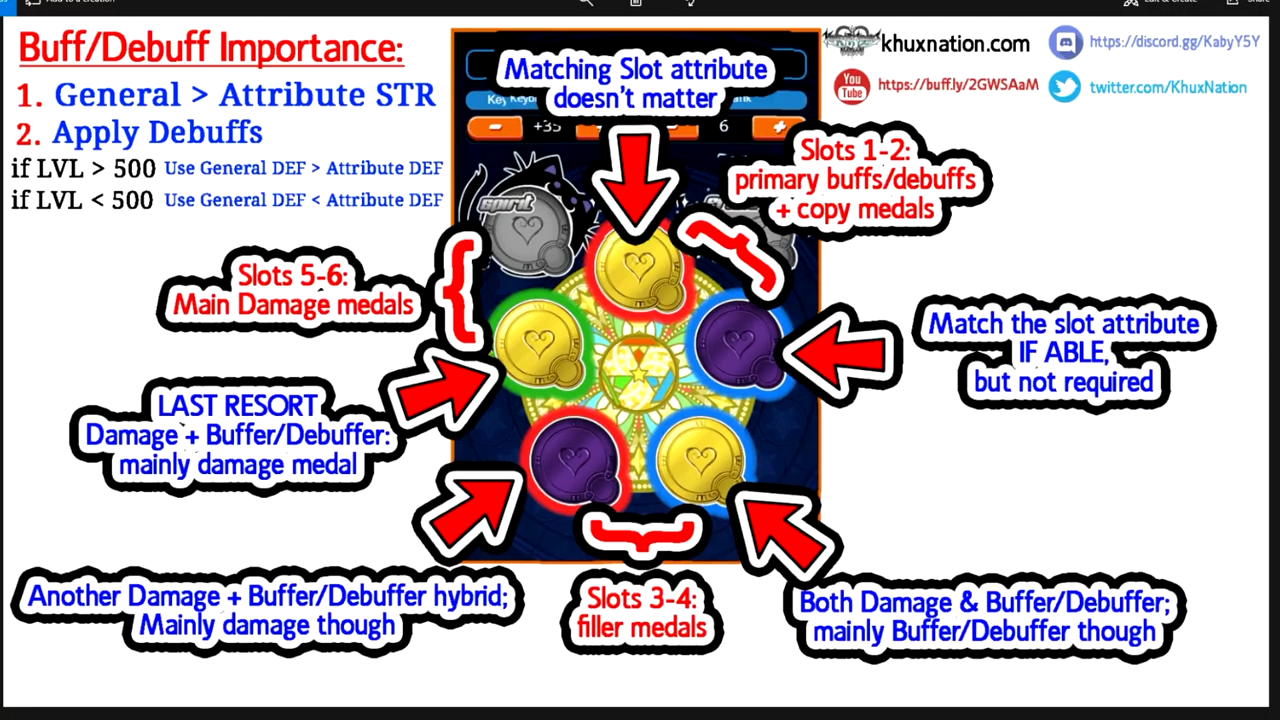 Buff/Debuff Importance:
1. General > Attribute STR
2. Apply Debuffs
if LVL > 500 Use General DEF > Attribute DEF
if LVL < 500 Use General DEF < Attribute DEF
Matching Slot attribute
doesn't matter
khuxnation.com
https://discord.gg/KabyY5Y
You
Tube
https://buff.ly/2GWSAaM
twitter.com/KhuxNation
+35
6
Slots 1-2:
primary buffs/debuffs
+ copy medals
spirit
Slots 5-6:
Main Damage medals
Match the slot attribute
IF ABLE,
but not required
LAST RESORT
Damage + Buffer/Debuffer:
mainly damage medal
Another Damage + Buffer/Debuffer hybrid;
Mainly damage though
Slots 3-4:
filler medals
Both Damage & Buffer/Debuffer;
mainly Buffer/Debuffer though